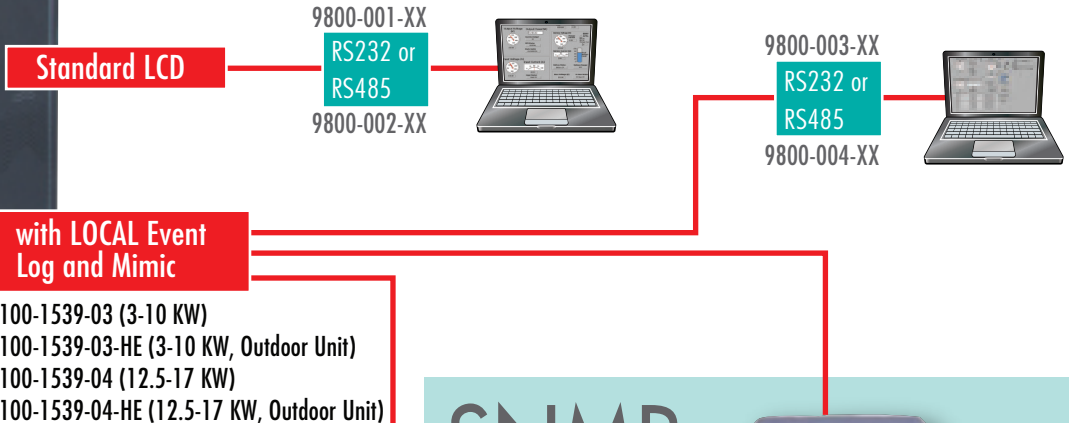 9800-001-XX
Standard LCD
RS232 or
RS485
9800-002-XX
9800-003-XX
RS232 or
RS485
9800-004-XX
with LOCAL Event
Log and Mimic
100-1539-03 (3-10 KW)
100-1539-03-HE (3-10 KW, Outdoor Unit)
100-1539-04 (12.5-17 KW)
100-1539-04-HE (12.5-17 KW, Outdoor Unit)
SNMP